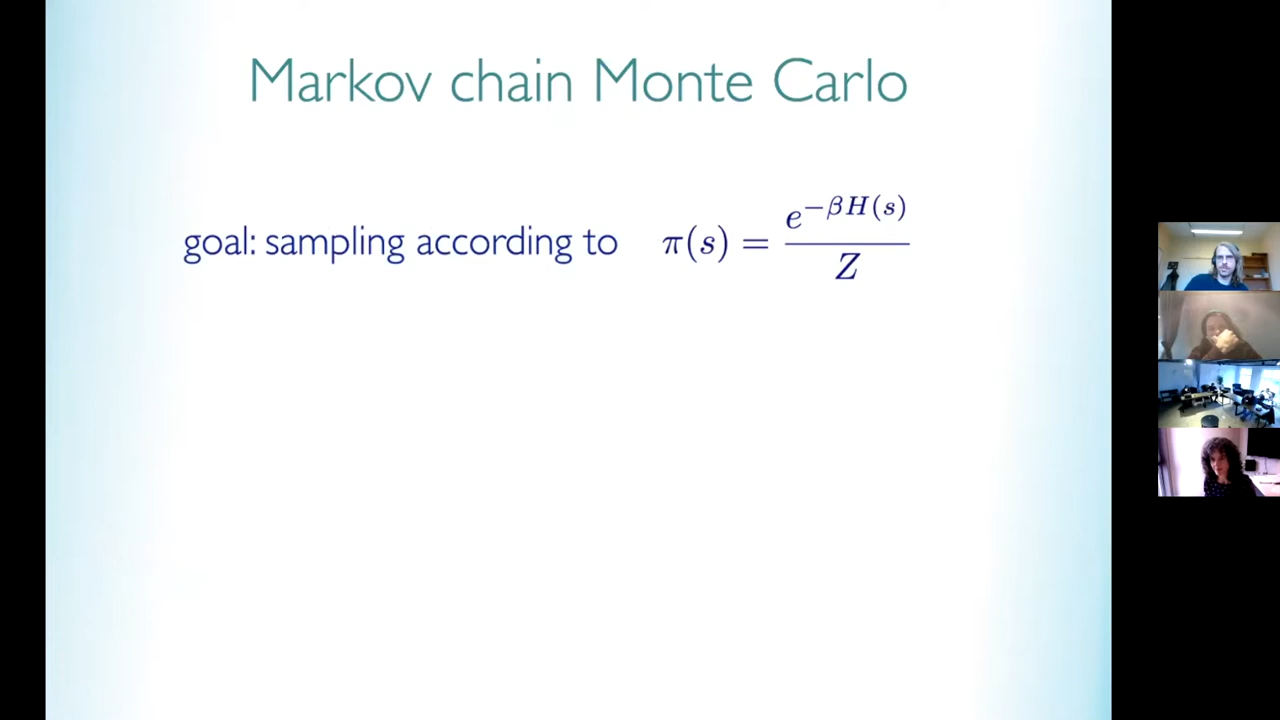 Markov chain Monte Carlo
goal: sampling according to π(s) = e^{-βH(s)} / Z